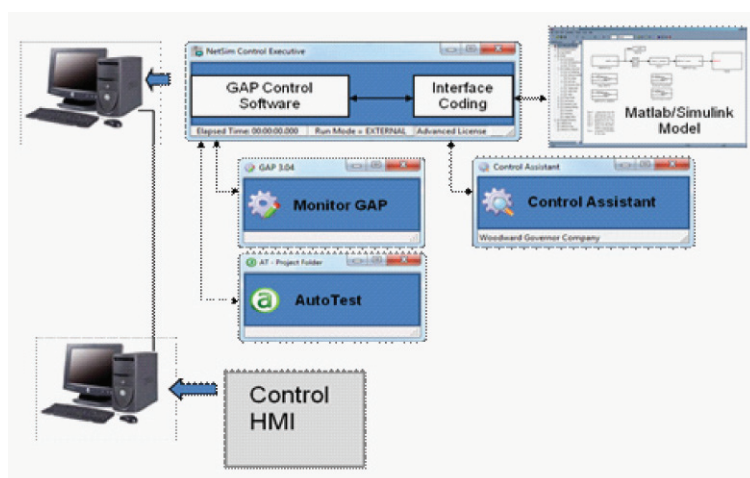 NetSim Control Executive
GAP Control
Software
Interface
Coding
Matlab/Simulink
Model
Elapsed Time: 00:00:00.000
Run Mode = EXTERNAL
Advanced License
GAP 3.04
Monitor GAP
Control Assistant
Control Assistant
Woodward Governor Company
AT - Project Folder
AutoTest
Control
HMI